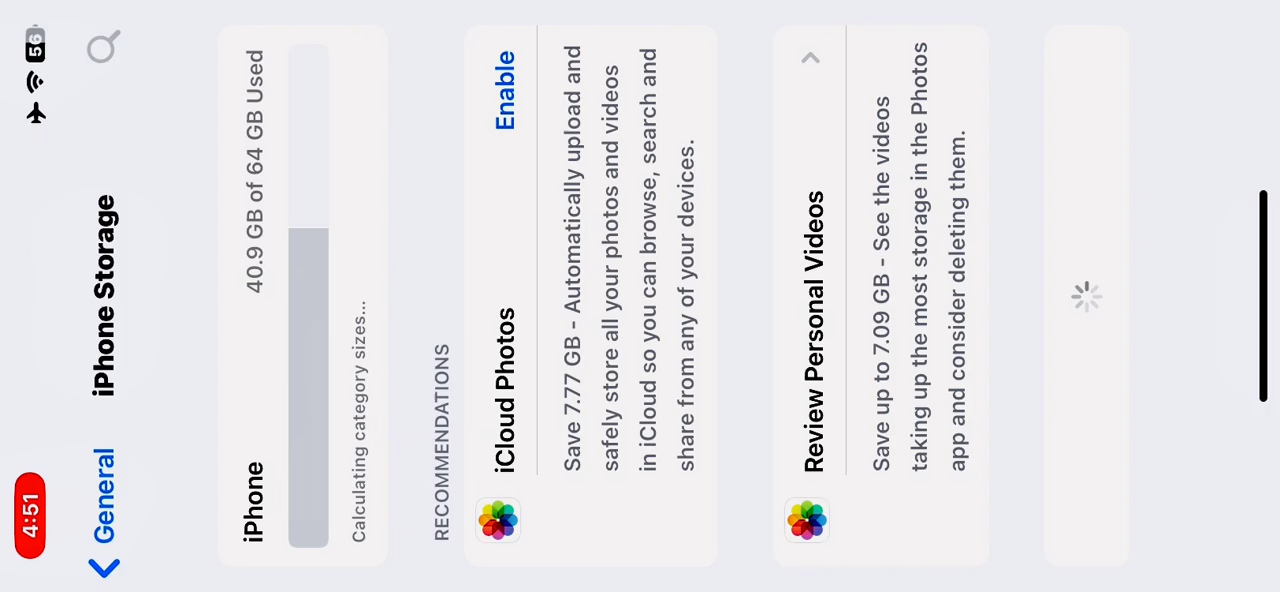 4:51
56
General
iPhone Storage
iPhone
40.9 GB of 64 GB Used
Calculating category sizes...
RECOMMENDATIONS
iCloud Photos
Enable
Save 7.77 GB - Automatically upload and
safely store all your photos and videos
in iCloud so you can browse, search and
share from any of your devices.
Review Personal Videos
Save up to 7.09 GB - See the videos
taking up the most storage in the Photos
app and consider deleting them.